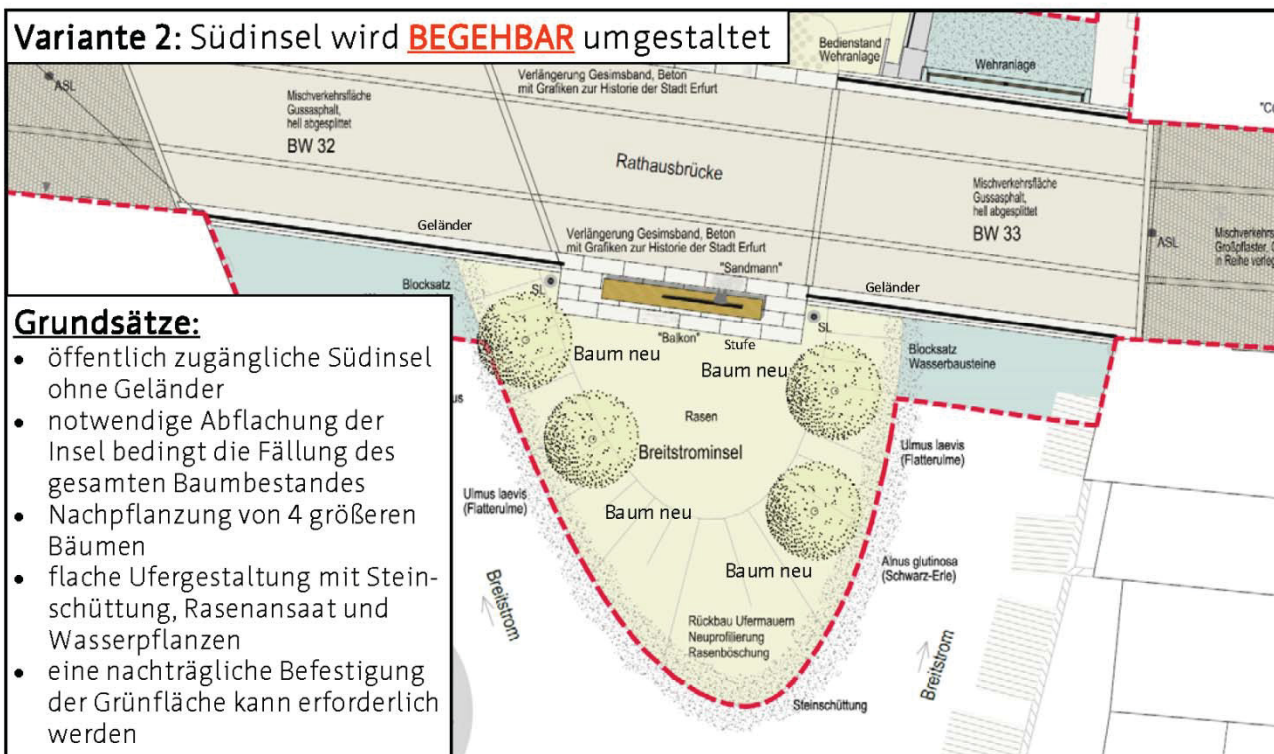 Variante 2: Südinsel wird BEGEHBAR umgestaltet
Bedienstand
Wehranlage
Wehranlage
ASL
Verlängerung Gesimsband, Beton
mit Grafiken zur Historie der Stadt Erfurt
Mischverkehrsfläche
Gussasphalt,
hell abgesplittet
BW 32
Rathausbrücke
Mischverkehrsfläche
Gussasphalt,
hell abgesplittet
BW 33
Geländer
Verlängerung Gesimsband, Beton
mit Grafiken zur Historie der Stadt Erfurt
ASL
Großpflaster,
in Reihe
"Sandmann"
Geländer
Blocksatz
SL
SL
"Balkon"
Stufe
Blocksatz
Wasserbausteine
Baum neu
Baum neu
Rasen
Breitstrominsel
Ulmus laevis
(Flatterulme)
Ulmus laevis
(Flatterulme)
Baum neu
Baum neu
Alnus glutinosa
(Schwarz-Erie)
Rückbau Ufermauern
Neuprofilierung
Rasenböschung
Breitstrom
Breitstrom
Steinschüttung
Grundsätze:
• öffentlich zugängliche Südinsel
ohne Geländer
• notwendige Abflachung der
Insel bedingt die Fällung des
gesamten Baumbestandes
• Nachpflanzung von 4 größeren
Bäumen
• flache Ufergestaltung mit Stein-
schüttung, Rasenansaat und
Wasserpflanzen
• eine nachträgliche Befestigung
der Grünfläche kann erforderlich
werden